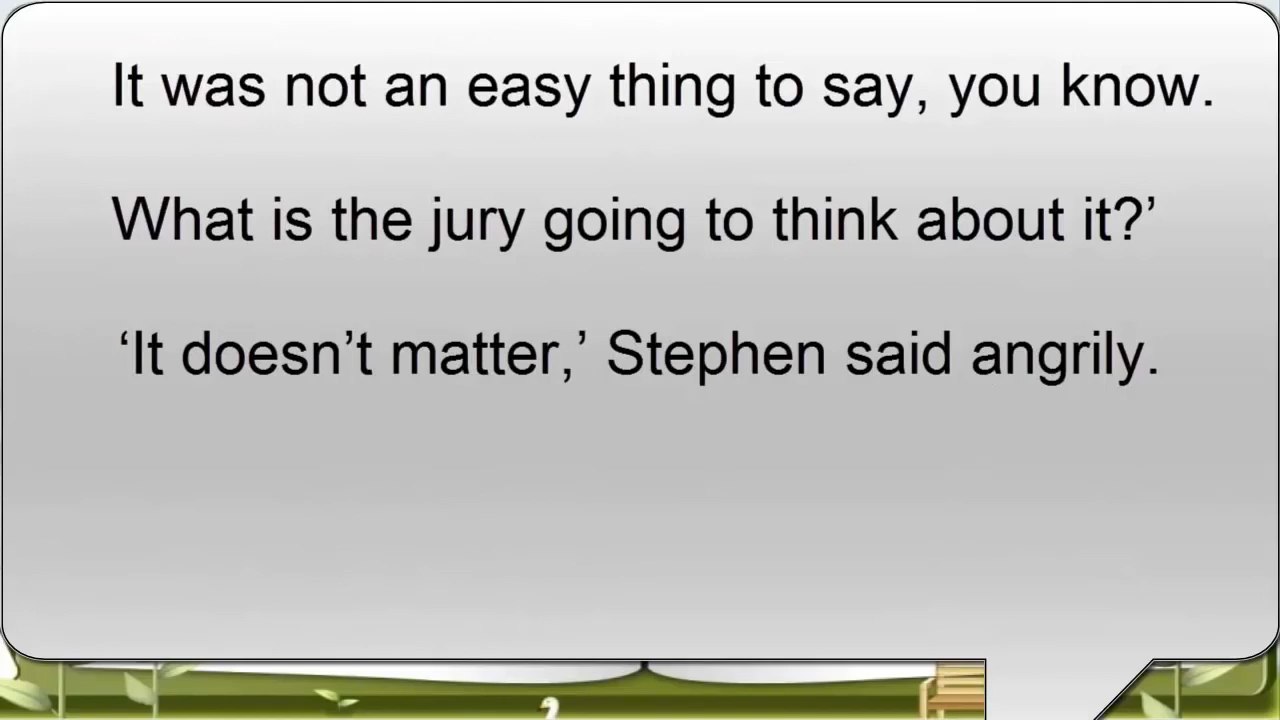 It was not an easy thing to say, you know.
What is the jury going to think about it?’
‘It doesn’t matter,’ Stephen said angrily.